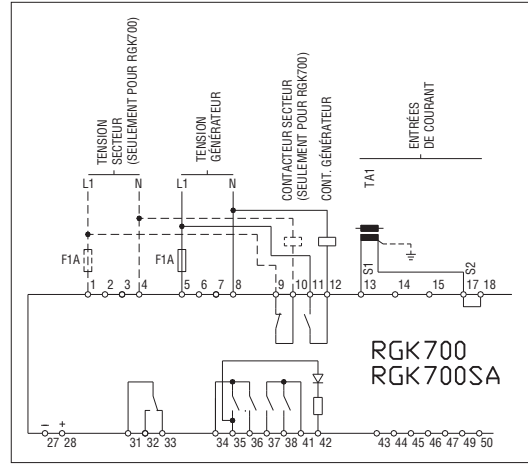 TENSION
SECTEUR
(SEULEMENT POUR RGK700)
TENSION
GÉNÉRATEUR
CONTACTEUR SECTEUR
(SEULEMENT POUR RGK700)
CONT. GÉNÉRATEUR
ENTRÉES
DE COURANT
TA1
L1 N L1 N
F1A F1A
S1 S2
1 2 3 4 5 6 7 8 9 10 11 12 13 14 15 17 18
RGK700
RGK700SA
– +
27 28 31 32 33 34 35 36 37 38 41 42 43 44 45 46 47 49 50